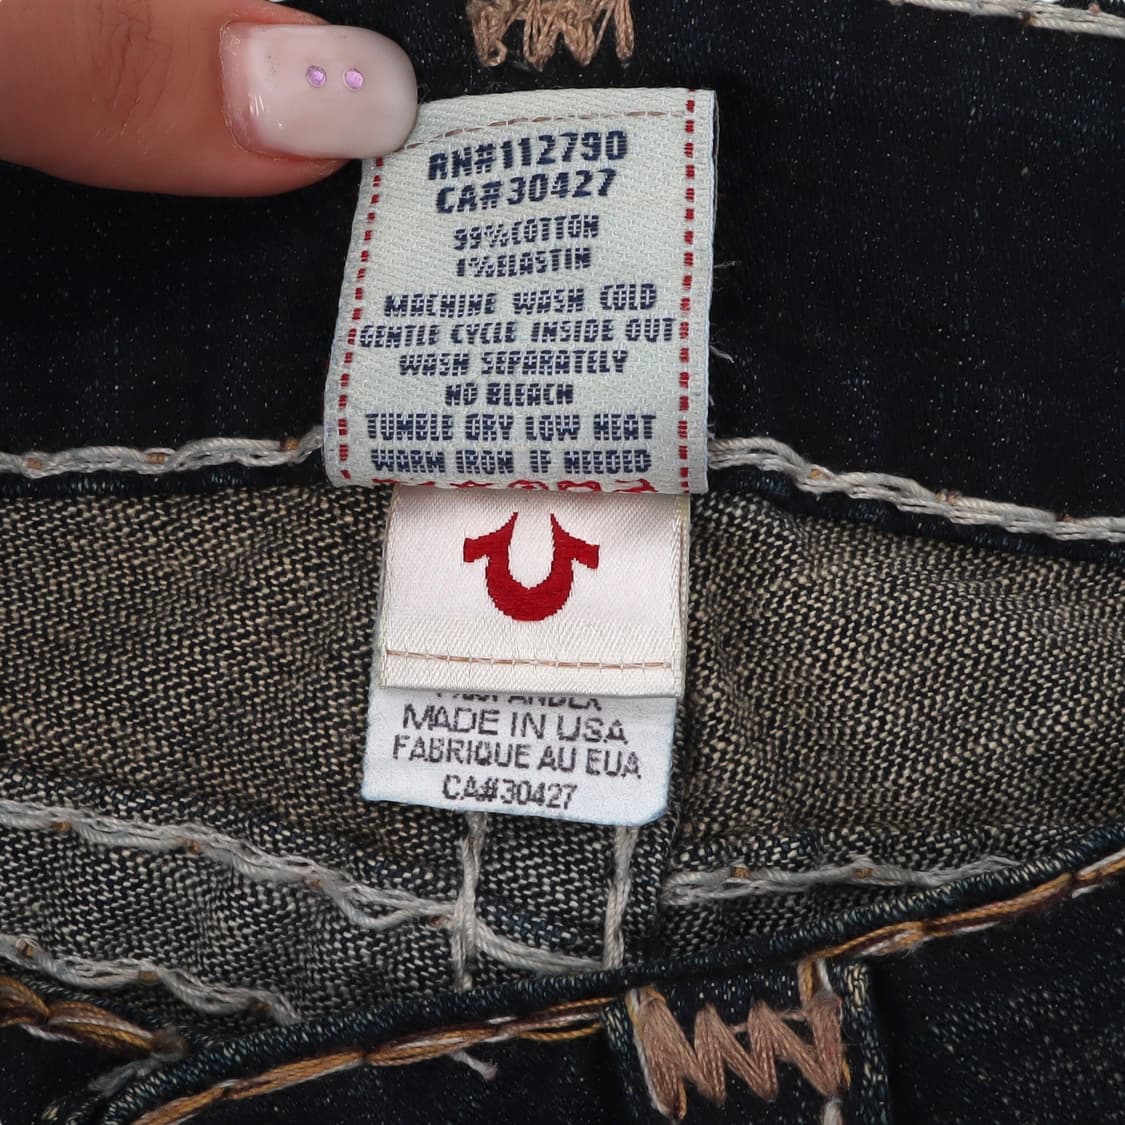 RN#112790
CA#30427
99%COTTON
1%ELASTIN
MACHINE WASH COLD
GENTLE CYCLE INSIDE OUT
WASH SEPARATELY
NO BLEACH
TUMBLE DRY LOW HEAT
WARM IRON IF NEEDED
MADE IN USA
FABRIQUE AU EUA
CA#30427